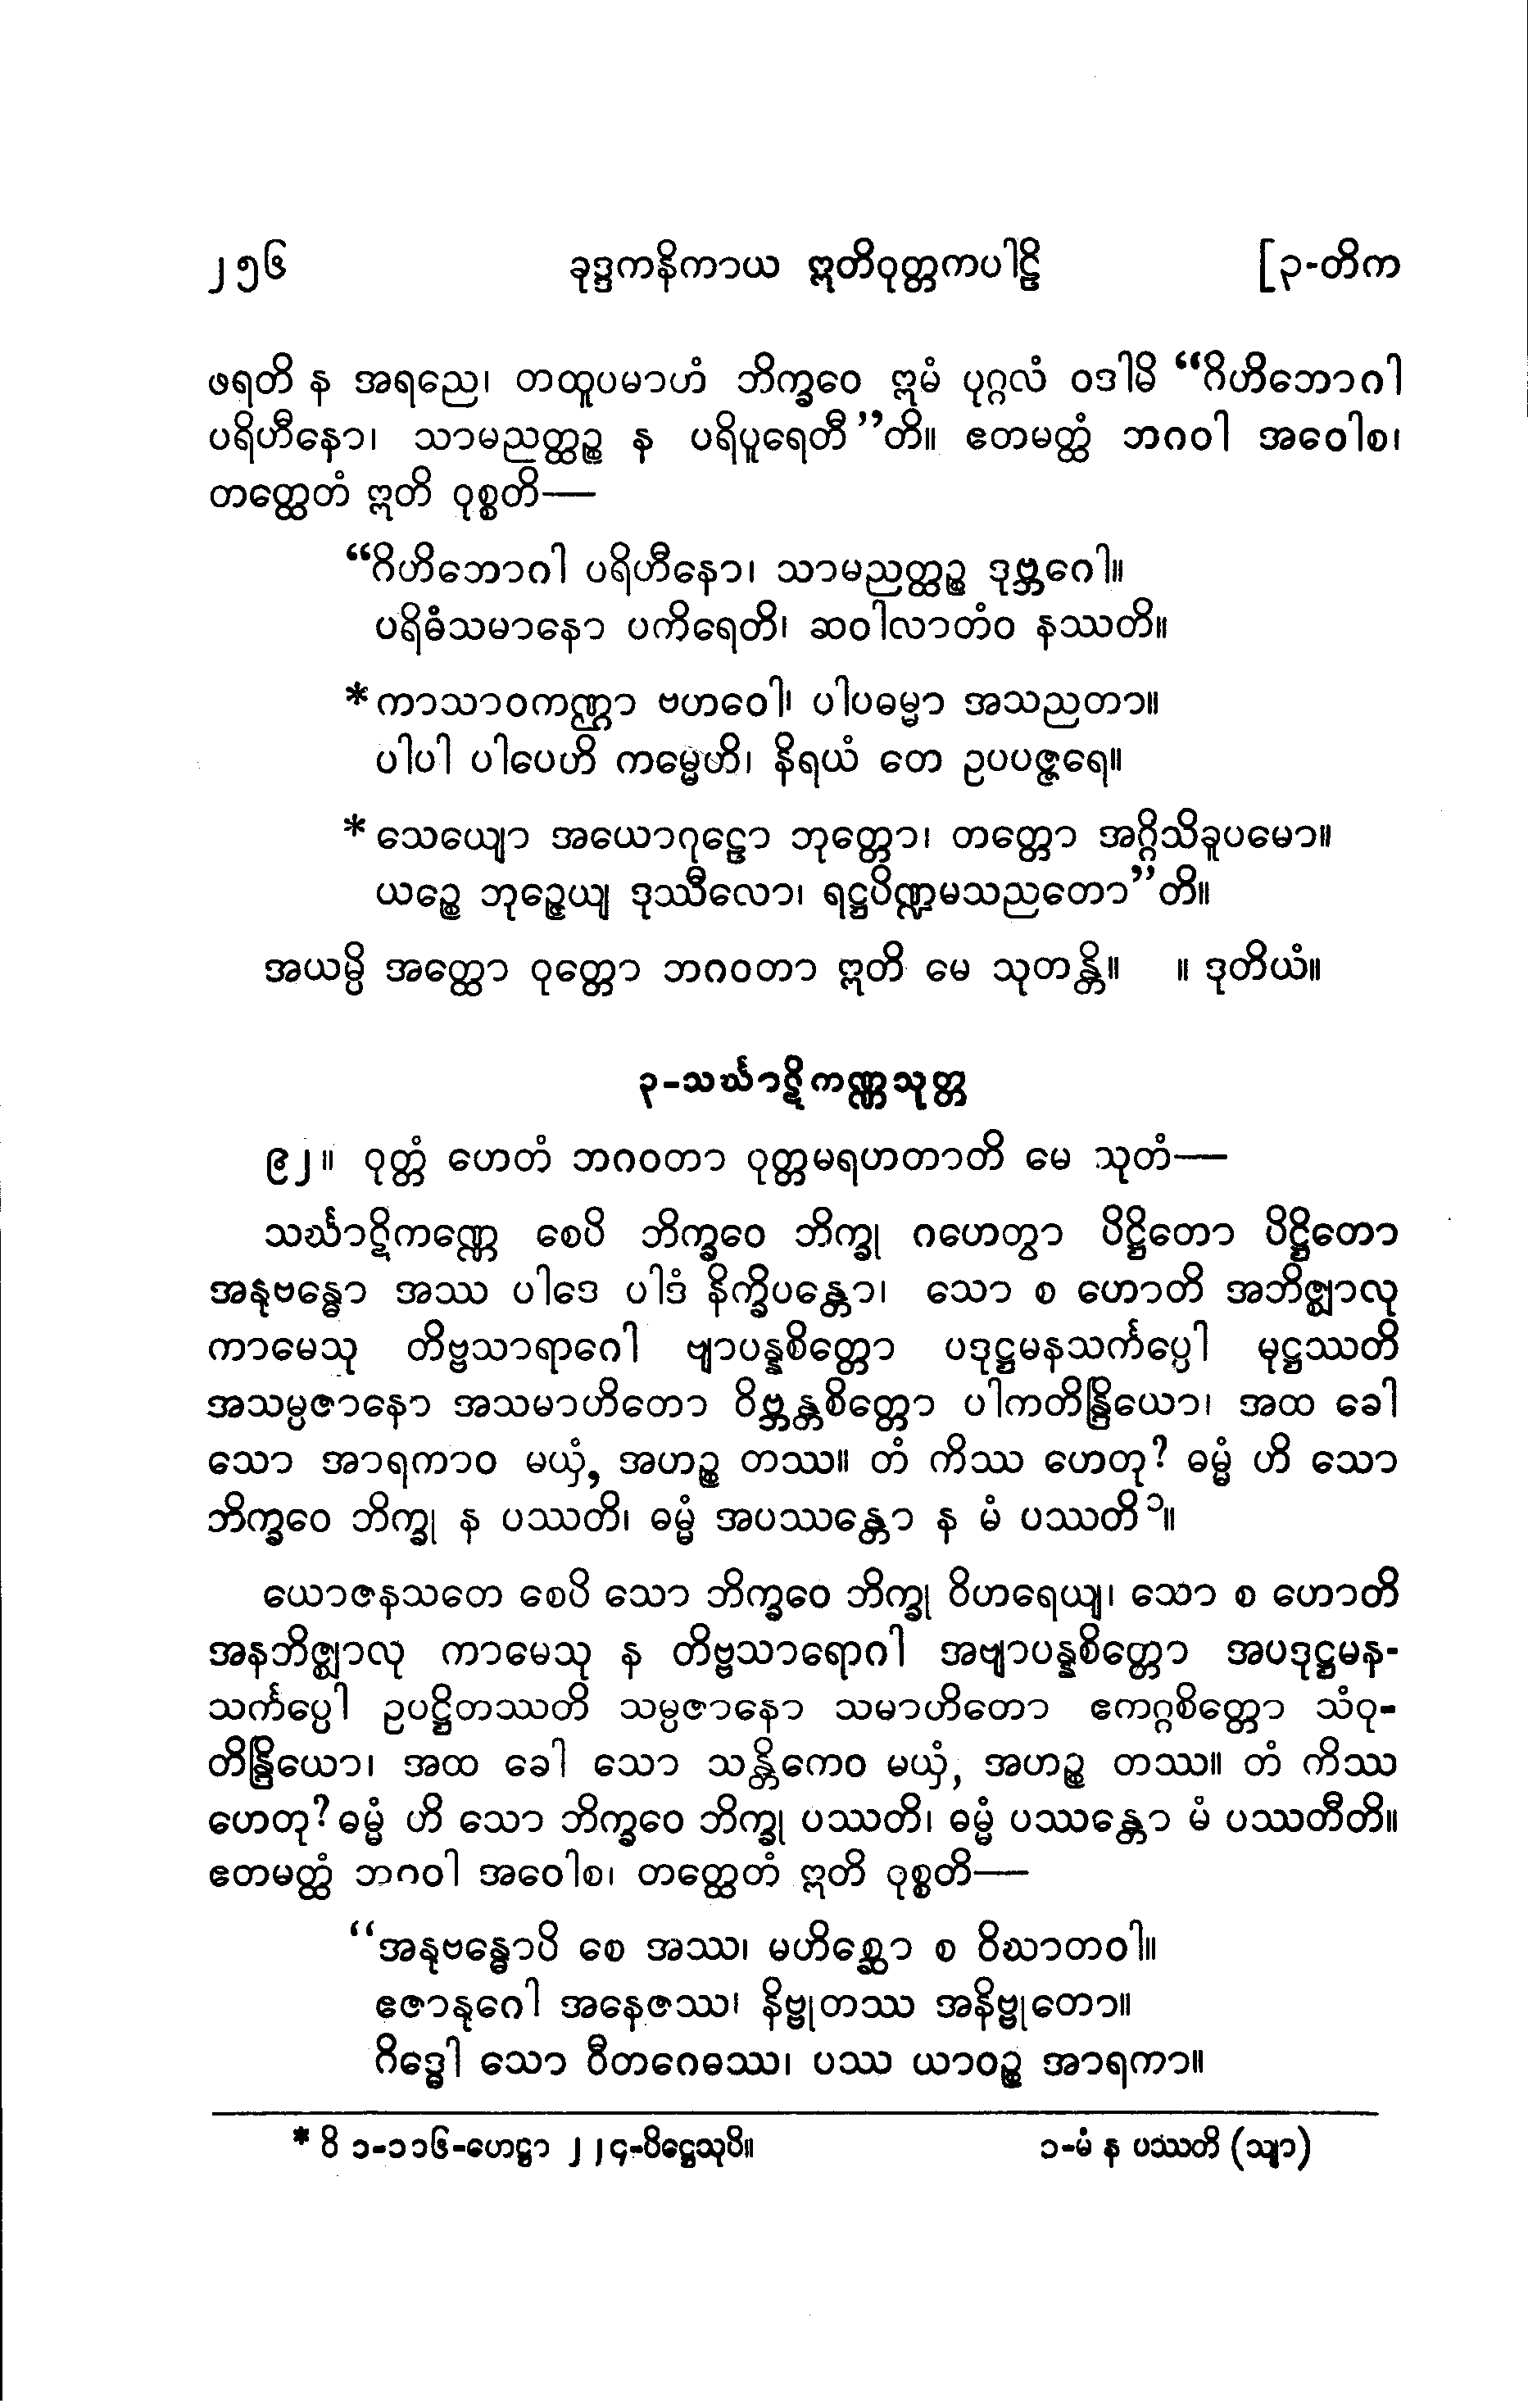 ၂၅၆ ခုဒ္ဒကနိကာယ ဣတိဝုတ္တကပါဠိ [၃-တိက
ဖရတိ န အရညေ၊ တထူပမာဟံ ဘိက္ခဝေ ဣမံ ပုဂ္ဂလံ ဝဒါမိ “ဂိဟိဘောဂါ
ပရိဟီနော၊ သာမညတ္ထဉ္စ န ပရိပူရေတီ”တိ။ ဧတမတ္ထံ ဘဂဝါ အဝေါစ၊
တတ္ထေတံ ဣတိ ဝုစ္စတိ—
“ဂိဟိဘောဂါ ပရိဟီနော၊ သာမညတ္ထဉ္စ ဒုဗ္ဘဂေါ။
ပရိဓံသမာနော ပကိရေတိ၊ ဆဝါလာတံဝ နဿတိ။
*ကာသာဝကဏ္ဌာ ဗဟဝေါ၊ ပါပဓမ္မာ အသညတာ။
ပါပါ ပါပေဟိ ကမ္မေဟိ၊ နိရယံ တေ ဥပပဇ္ဇရေ။
*သေယျော အယောဂုဠော ဘုတ္တော၊ တတ္တော အဂ္ဂိသိခူပမော။
ယဉ္စေ ဘုဉ္ဇေယျ ဒုဿီလော၊ ရဋ္ဌပိဏ္ဍမသညတော”တိ။
အယမ္ပိ အတ္ထော ဝုတ္တော ဘဂဝတာ ဣတိ မေ သုတန္တိ။ ။ ဒုတိယံ။
၃-သင်္ဃာဋိကဏ္ဏသုတ္တ
၉၂။ ဝုတ္တံ ဟေတံ ဘဂဝတာ ဝုတ္တမရဟတာတိ မေ သုတံ—
သင်္ဃာဋိကဏ္ဏေ စေပိ ဘိက္ခဝေ ဘိက္ခု ဂဟေတွာ ပိဋ္ဌိတော ပိဋ္ဌိတော
အနုဗန္ဓော အဿ ပါဒေ ပါဒံ နိက္ခိပန္တော၊ သော စ ဟောတိ အဘိဇ္ဈာလု
ကာမေသု တိဗ္ဗသာရာဂေါ ဗျာပန္နစိတ္တော ပဒုဋ္ဌမနသင်္ကပ္ပေါ မုဋ္ဌဿတိ
အသမ္ပဇာနော အသမာဟိတော ဝိဗ္ဘန္တစိတ္တော ပါကတိန္ဒြိယော၊ အထ ခေါ
သော အာရကာဝ မယှံ, အဟဉ္စ တဿ။ တံ ကိဿ ဟေတု? ဓမ္မံ ဟိ သော
ဘိက္ခဝေ ဘိက္ခု န ပဿတိ၊ ဓမ္မံ အပဿန္တော န မံ ပဿတိ၁။
ယောဇနသတေ စေပိ သော ဘိက္ခဝေ ဘိက္ခု ဝိဟရေယျ၊ သော စ ဟောတိ
အနဘိဇ္ဈာလု ကာမေသု န တိဗ္ဗသာရောဂါ အဗျာပန္နစိတ္တော အပဒုဋ္ဌမန-
သင်္ကပ္ပေါ ဥပဋ္ဌိတဿတိ သမ္ပဇာနော သမာဟိတော ဧကဂ္ဂစိတ္တော သံဝု-
တိန္ဒြိယော၊ အထ ခေါ သော သန္တိကေဝ မယှံ, အဟဉ္စ တဿ။ တံ ကိဿ
ဟေတု? ဓမ္မံ ဟိ သော ဘိက္ခဝေ ဘိက္ခု ပဿတိ၊ ဓမ္မံ ပဿန္တော မံ ပဿတီတိ။
ဧတမတ္ထံ ဘဂဝါ အဝေါစ၊ တတ္ထေတံ ဣတိ ဝုစ္စတိ—
“အနုဗန္ဓောပိ စေ အဿ၊ မဟိစ္ဆော စ ဝိဃာတဝါ။
ဧဇာနုဂေါ အနေဇဿ၊ နိဗ္ဗုတဿ အနိဗ္ဗုတော။
ဂိဒ္ဓေါ သော ဝီတဂေဓဿ၊ ပဿ ယာဝဉ္စ အာရကာ။
* ဝိ ၁-၁၁၆-ဟေဋ္ဌာ ၂၂၄-ပိဋ္ဌေသုပိ။ ၁-မံ န ပဿတိ (သျာ)